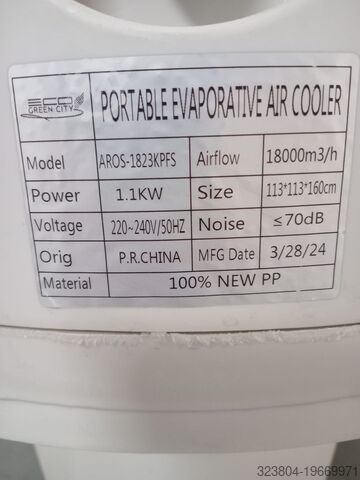 ECO
GREEN CITY
PORTABLE EVAPORATIVE AIR COOLER
Model AROS-1823KPFS Airflow 18000m3/h
Power 1.1KW Size 113*113*160cm
Voltage 220~240V/50HZ Noise ≤70dB
Orig P.R.CHINA MFG Date 3/28/24
Material 100% NEW PP
323804-19669971